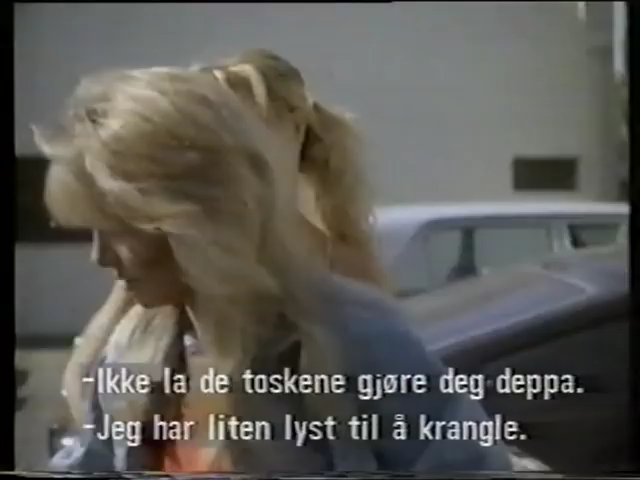 -Ikke la de toskene gjøre deg deppa.
-Jeg har liten lyst til å krangle.